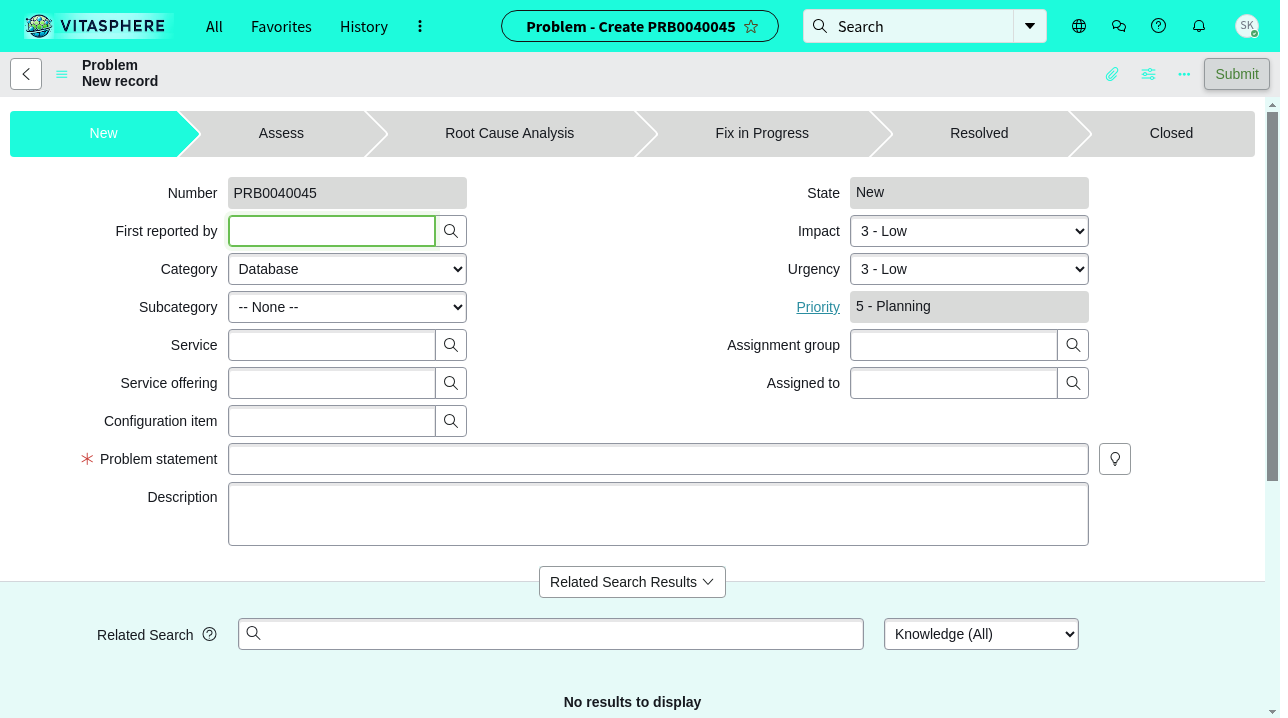 VITASPHERE
All
Favorites
History
Problem - Create PRB0040045
Search
SK
Problem
New record
Submit
New
Assess
Root Cause Analysis
Fix in Progress
Resolved
Closed
Number
PRB0040045
State
New
First reported by
Impact
3 - Low
Category
Database
Urgency
3 - Low
Subcategory
-- None --
Priority
5 - Planning
Service
Assignment group
Service offering
Assigned to
Configuration item
Problem statement
Description
Related Search Results
Related Search
Knowledge (All)
No results to display